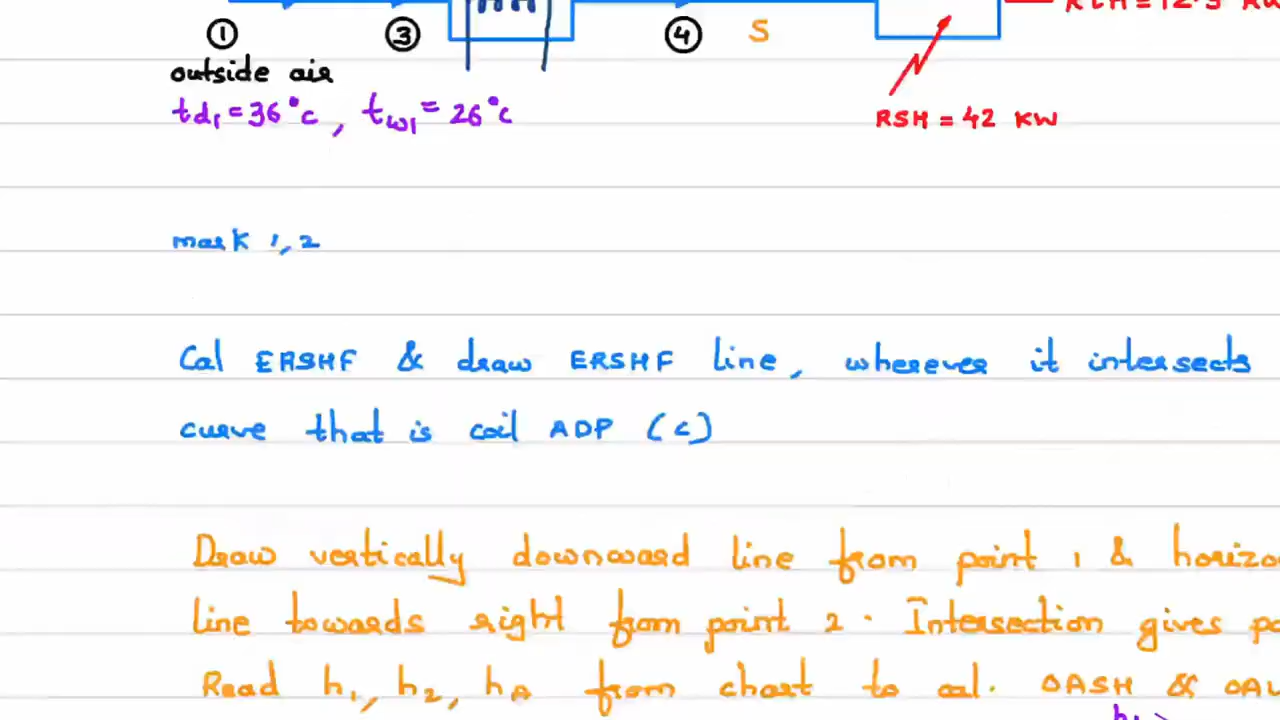 ① ③ ④ S
outside air
td₁ = 36°C , tw₁ = 26°C
RSH = 42 KW
mark 1, 2
Cal ERSHF & draw ERSHF line, wherever it intersects
curve that is coil ADP (C)
Draw vertically downward line from point 1 & horizo
line towards right from point 2 . Intersection gives po
Read h₁, h₂, hA from chart to cal. OASH &